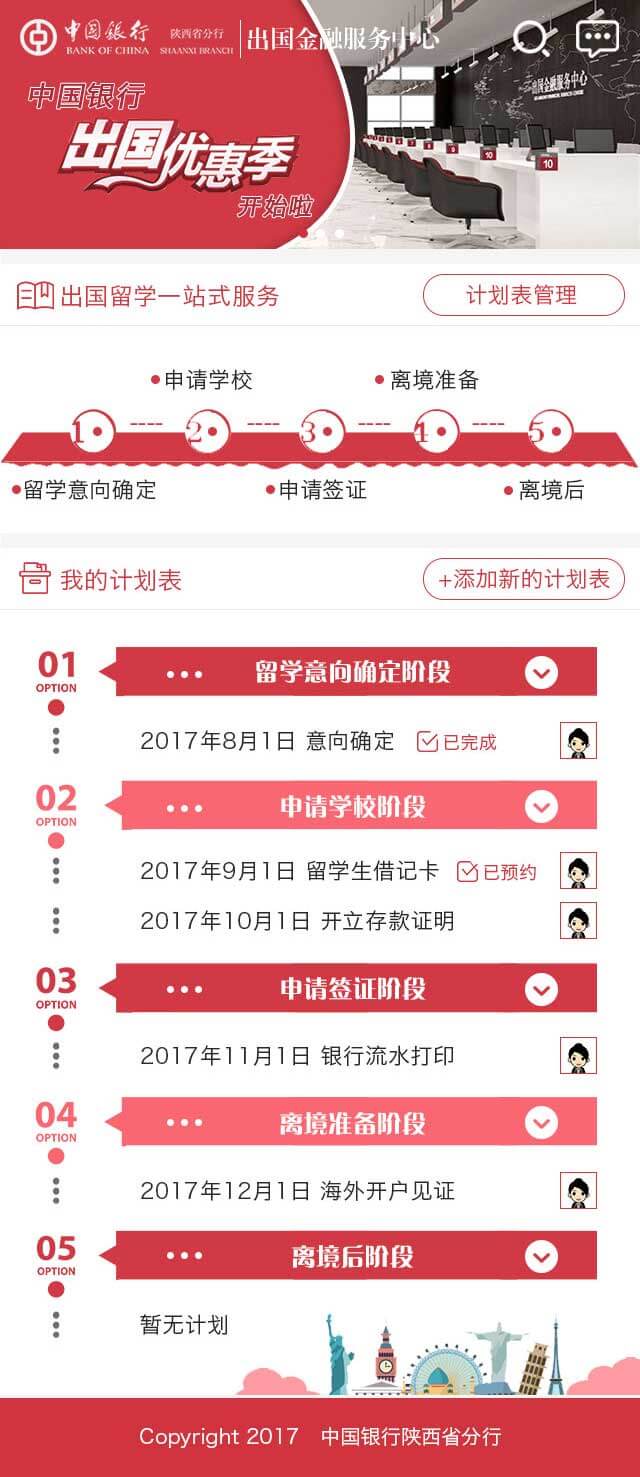 中国银行 陕西省分行 出国金融服务中心
BANK OF CHINA SHAANXI BRANCH
出国金融服务中心
中国银行
出国优惠季
开始啦
10
10
出国留学一站式服务 计划表管理
申请学校 离境准备
1 2 3 4 5
留学意向确定 申请签证 离境后
我的计划表 +添加新的计划表
01 OPTION ••• 留学意向确定阶段
2017年8月1日 意向确定 已完成
02 OPTION ••• 申请学校阶段
2017年9月1日 留学生借记卡 已预约
2017年10月1日 开立存款证明
03 OPTION ••• 申请签证阶段
2017年11月1日 银行流水打印
04 OPTION ••• 离境准备阶段
2017年12月1日 海外开户见证
05 OPTION ••• 离境后阶段
暂无计划
Copyright 2017 中国银行陕西省分行